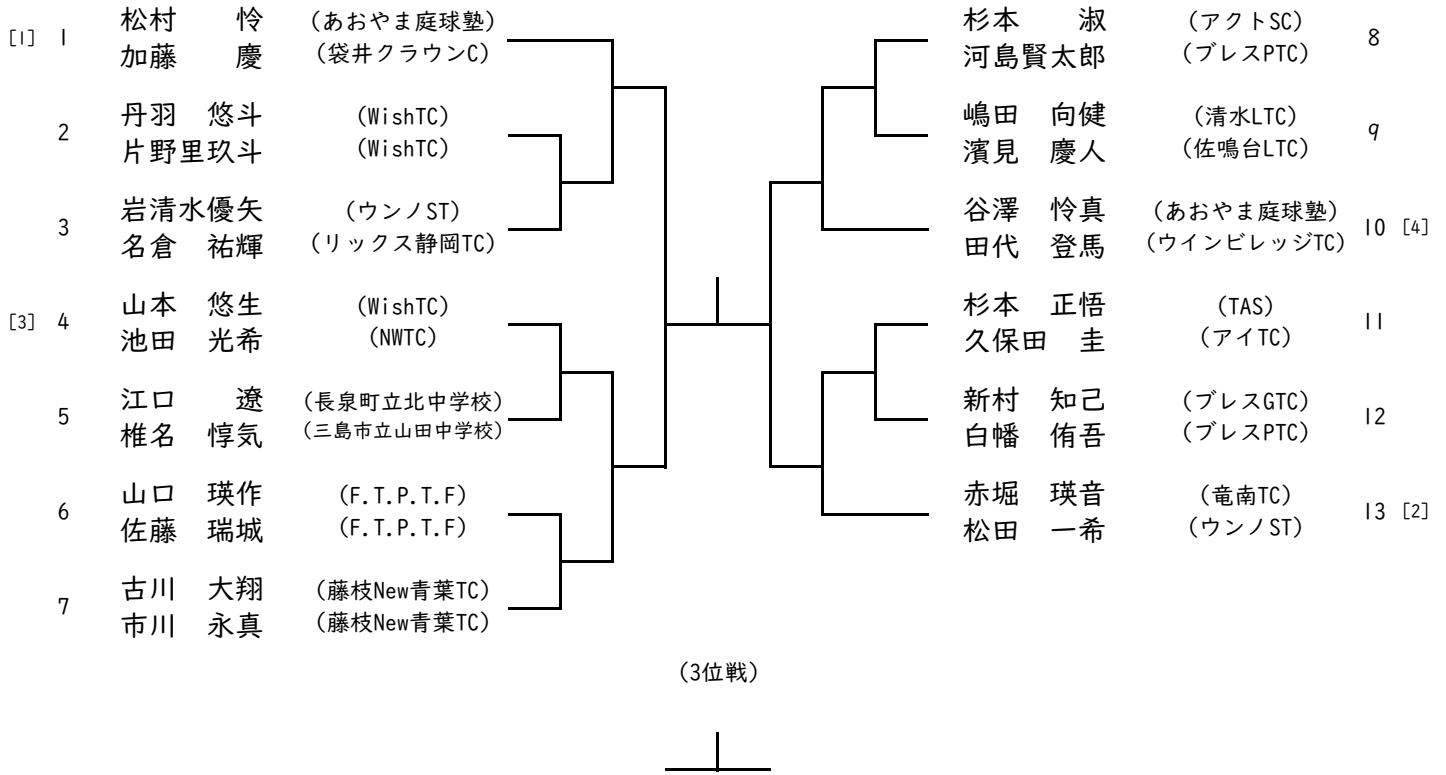 [1] 1 松村 怜 (あおやま庭球塾)
加藤 慶 (袋井クラウンC)
2 丹羽 悠斗 (WishTC)
片野里玖斗 (WishTC)
3 岩清水優矢 (ウンノST)
名倉 祐輝 (リックス静岡TC)
[3] 4 山本 悠生 (WishTC)
池田 光希 (NWTC)
5 江口 遼 (長泉町立北中学校)
椎名 惇気 (三島市立山田中学校)
6 山口 瑛作 (F.T.P.T.F)
佐藤 瑞城 (F.T.P.T.F)
7 古川 大翔 (藤枝New青葉TC)
市川 永真 (藤枝New青葉TC)
杉本 淑 (アクトSC) 8
河島賢太郎 (ブレスPTC)
嶋田 向健 (清水LTC) 9
濱見 慶人 (佐鳴台LTC)
谷澤 怜真 (あおやま庭球塾) 10 [4]
田代 登馬 (ウインビレッジTC)
杉本 正悟 (TAS) 11
久保田 圭 (アイTC)
新村 知己 (ブレスGTC) 12
白幡 侑吾 (ブレスPTC)
赤堀 瑛音 (竜南TC) 13 [2]
松田 一希 (ウンノST)
(3位戦)